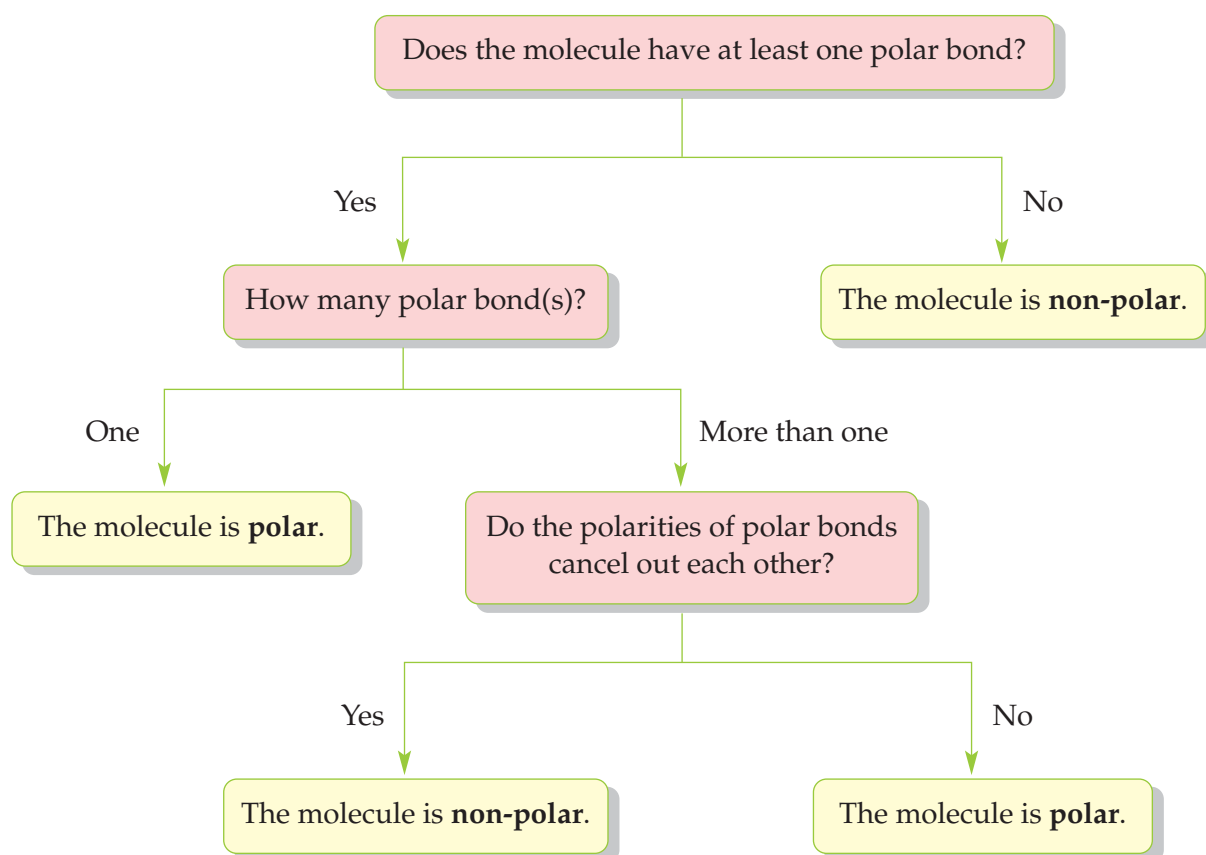 Does the molecule have at least one polar bond?
Yes
No
How many polar bond(s)?
The molecule is non-polar.
One
More than one
The molecule is polar.
Do the polarities of polar bonds
cancel out each other?
Yes
No
The molecule is non-polar.
The molecule is polar.